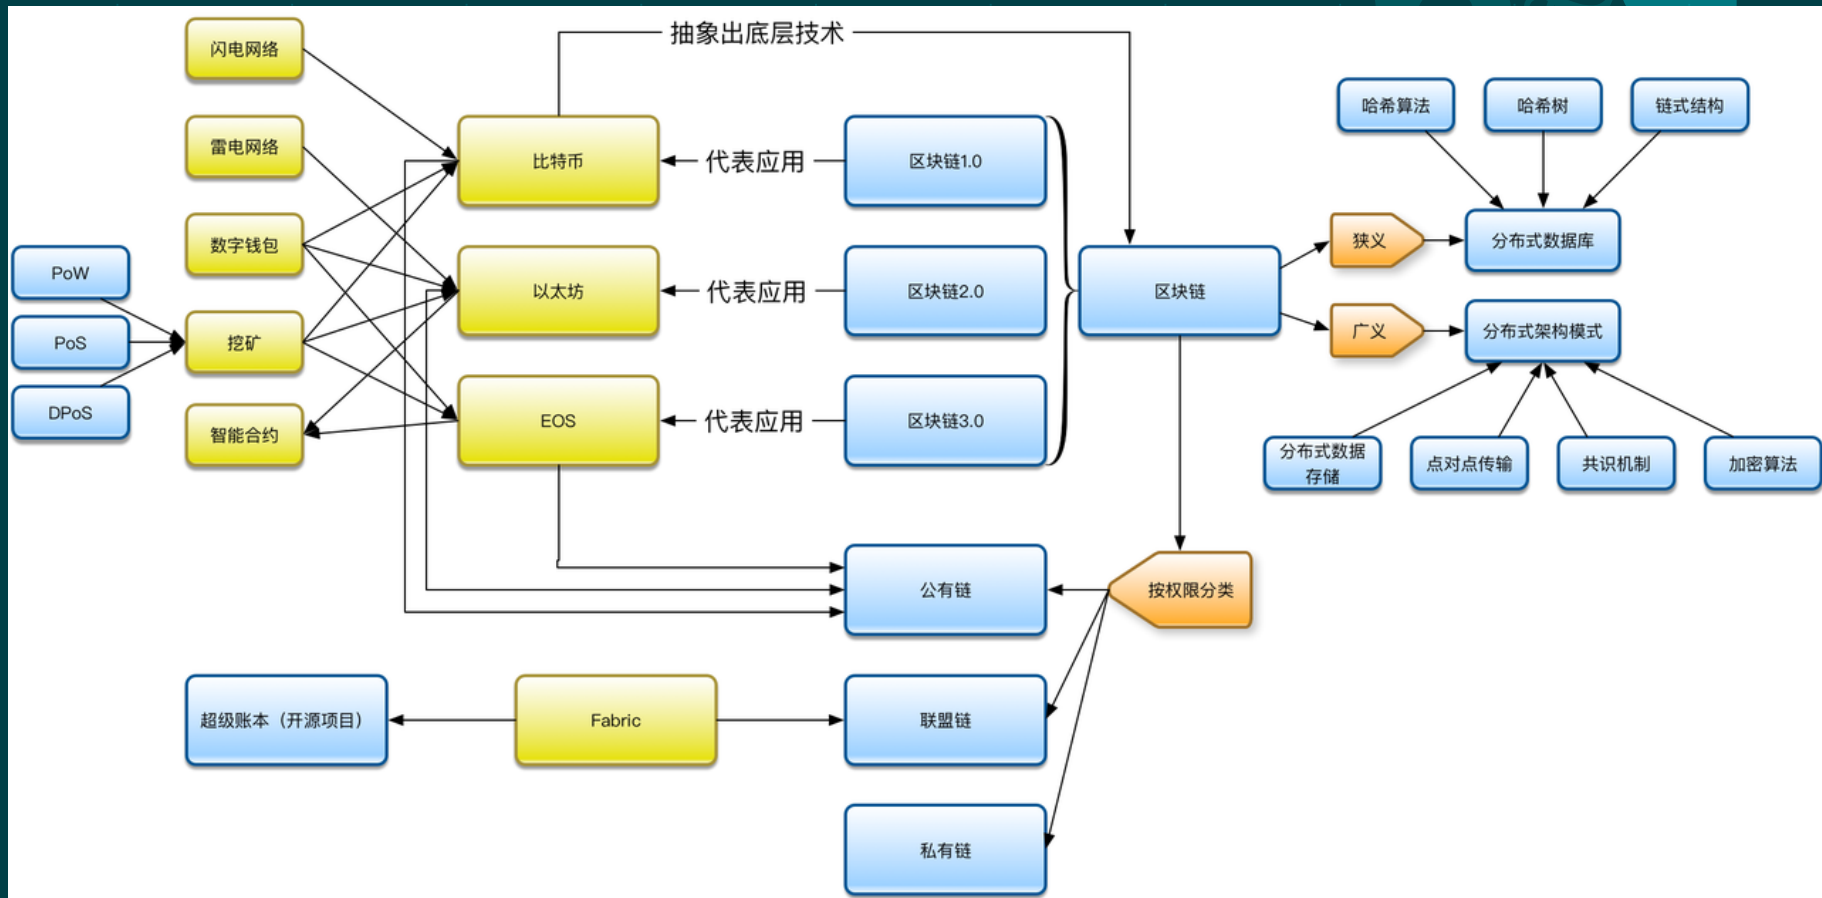 抽象出底层技术
闪电网络
雷电网络
数字钱包
挖矿
智能合约
PoW
PoS
DPoS
比特币
代表应用
区块链1.0
以太坊
代表应用
区块链2.0
EOS
代表应用
区块链3.0
区块链
哈希算法
哈希树
链式结构
狭义
分布式数据库
广义
分布式架构模式
分布式数据
存储
点对点传输
共识机制
加密算法
公有链
按权限分类
超级账本（开源项目）
Fabric
联盟链
私有链